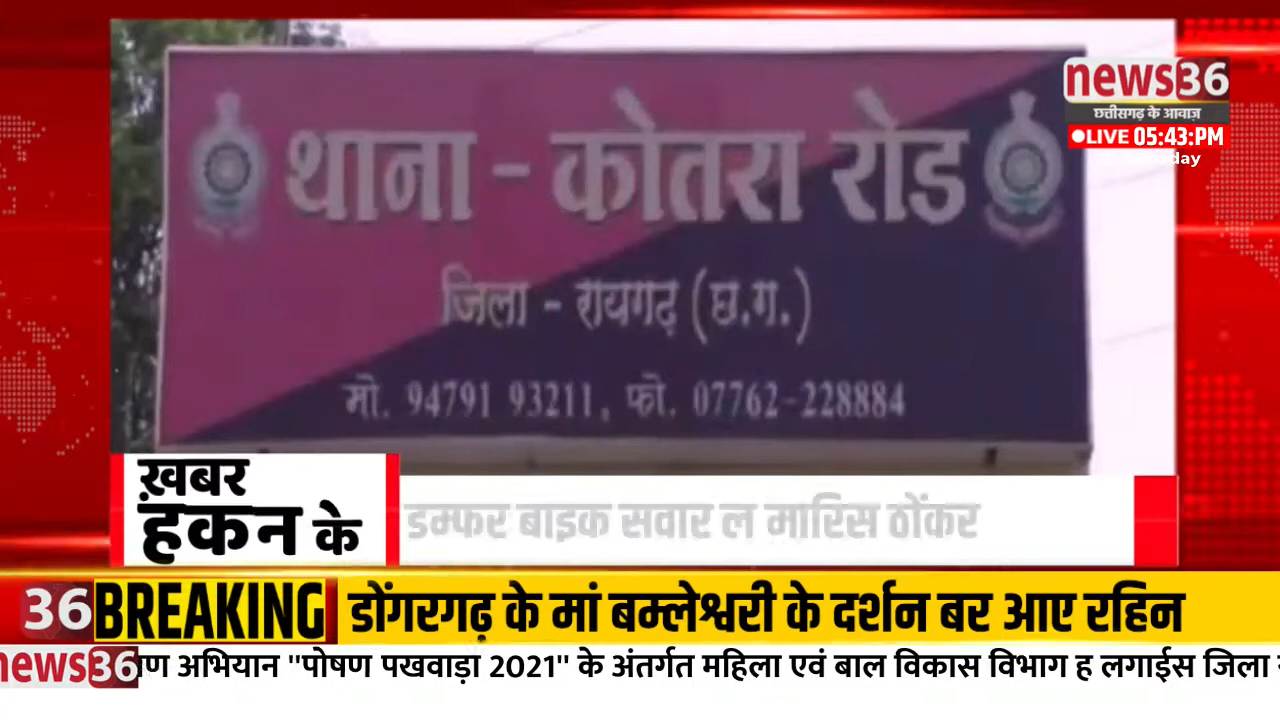 थाना - कोतरा रोड
जिला - रायगढ़ (छ.ग.)
मो. 94791 93211, फो. 07762-228884
news36
छत्तीसगढ़ के आवाज़
LIVE 05:43:PM
day
ख़बर
हंकन के
डम्फर बाइक सवार ल मारिस ठोंकर
36 BREAKING
डोंगरगढ़ के मां बम्लेश्वरी के दर्शन बर आए रहिन
news36
ण अभियान "पोषण पखवाड़ा 2021" के अंतर्गत महिला एवं बाल विकास विभाग ह लगाईस जिला